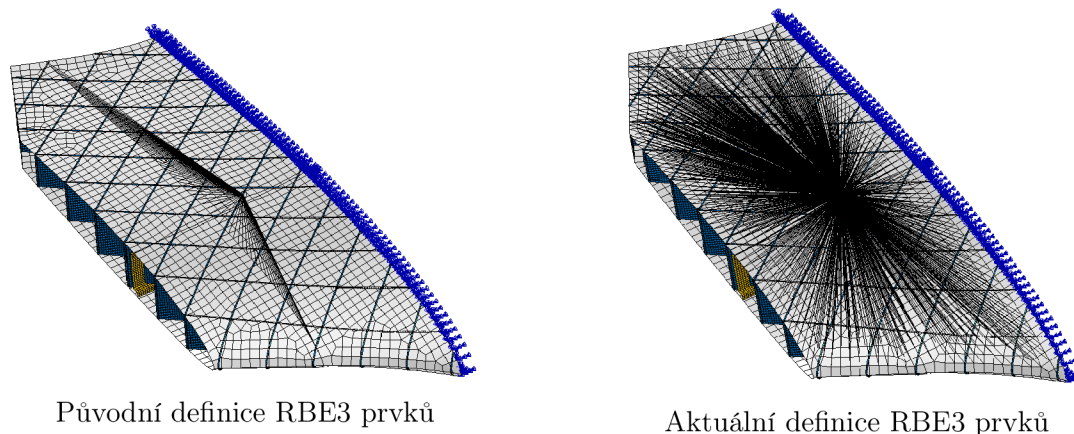 Původní definice RBE3 prvků
Aktuální definice RBE3 prvků